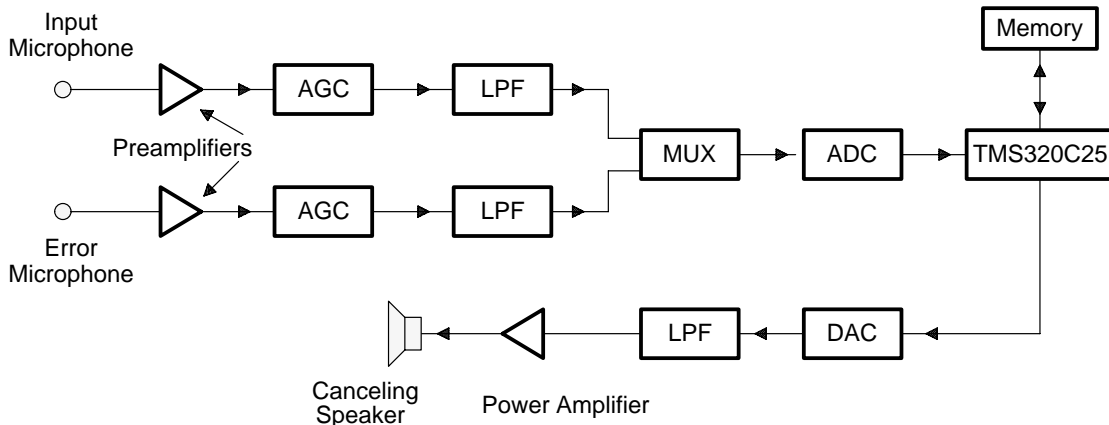 Input
Microphone
Memory
AGC
LPF
Preamplifiers
MUX
ADC
TMS320C25
AGC
LPF
Error
Microphone
LPF
DAC
Canceling
Speaker
Power Amplifier